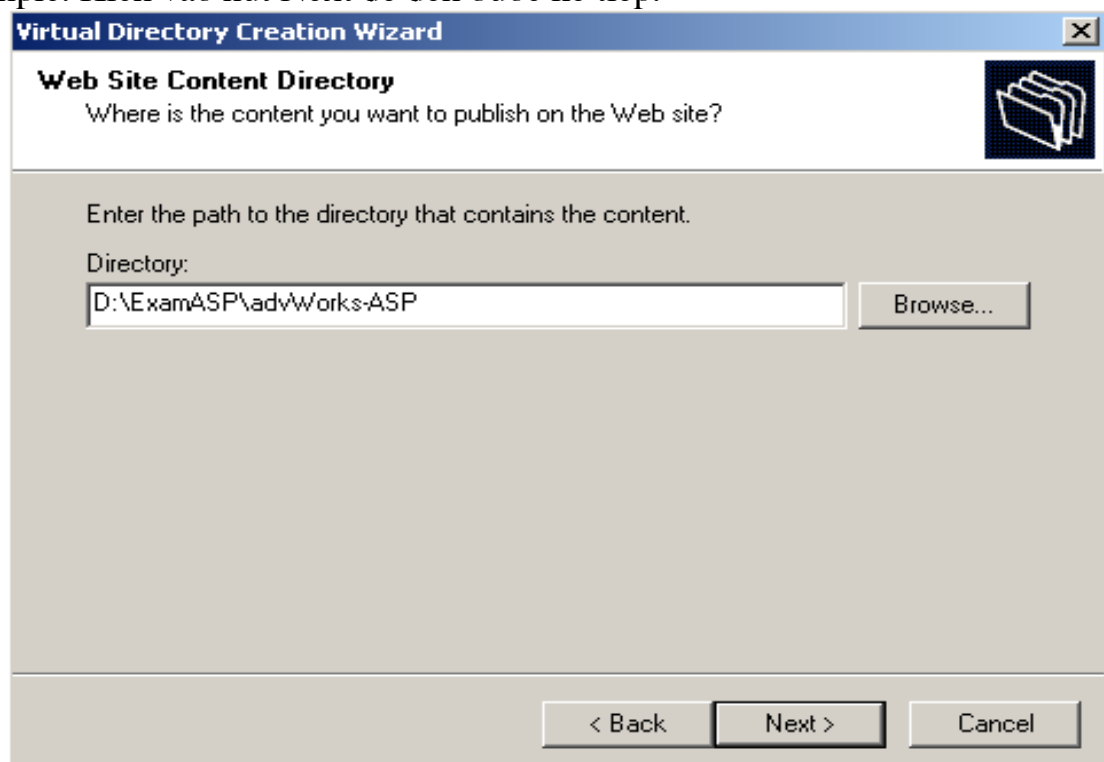 Next
Virtual Directory Creation Wizard
Web Site Content Directory
Where is the content you want to publish on the Web site?
Enter the path to the directory that contains the content.
Directory:
D:\ExamASP\advWorks-ASP
Browse...
< Back
Next >
Cancel